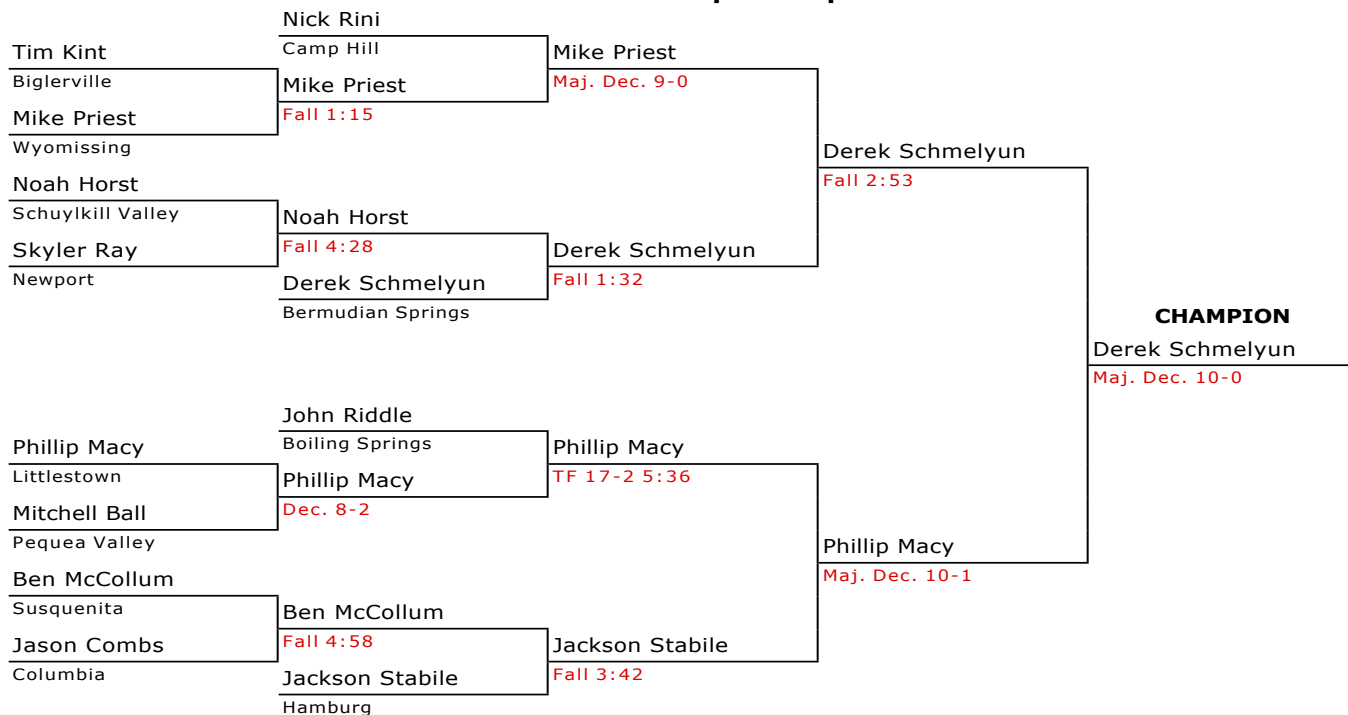 Nick Rini
Tim Kint
Camp Hill
Mike Priest
Biglerville
Mike Priest
Maj. Dec. 9-0
Mike Priest
Fall 1:15
Wyomissing
Derek Schmelyun
Noah Horst
Fall 2:53
Schuylkill Valley
Noah Horst
Skyler Ray
Fall 4:28
Derek Schmelyun
Newport
Derek Schmelyun
Fall 1:32
Bermudian Springs
CHAMPION
Derek Schmelyun
Maj. Dec. 10-0
John Riddle
Phillip Macy
Boiling Springs
Phillip Macy
Littlestown
Phillip Macy
TF 17-2 5:36
Mitchell Ball
Dec. 8-2
Pequea Valley
Phillip Macy
Ben McCollum
Maj. Dec. 10-1
Susquenita
Ben McCollum
Jason Combs
Fall 4:58
Jackson Stabile
Columbia
Jackson Stabile
Fall 3:42
Hamburg